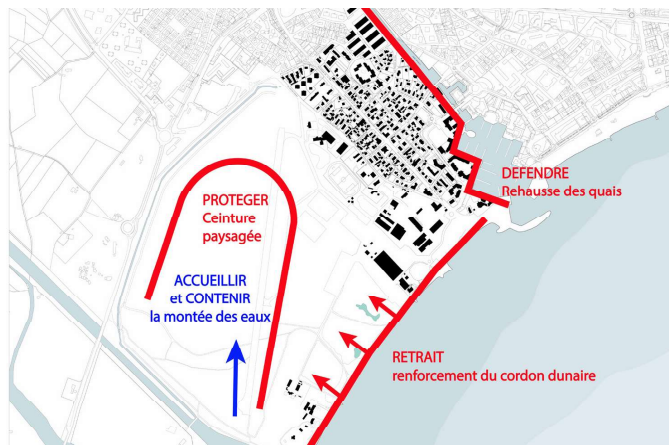 PROTEGER
Ceinture
paysagée
ACCUEILLIR
et CONTENIR
la montée des eaux
DEFENDRE
Rehausse des quais
RETRAIT
renforcement du cordon dunaire